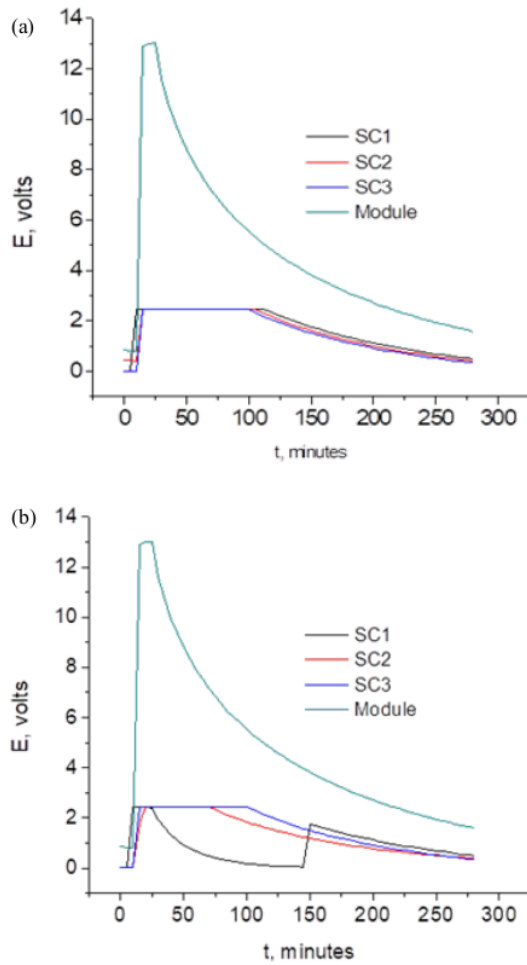 (a)
14
12
10
8
6
4
2
0
E, volts
SC1
SC2
SC3
Module
0 50 100 150 200 250 300
t, minutes
(b)
14
12
10
8
6
4
2
0
E, volts
SC1
SC2
SC3
Module
0 50 100 150 200 250 300
t, minutes